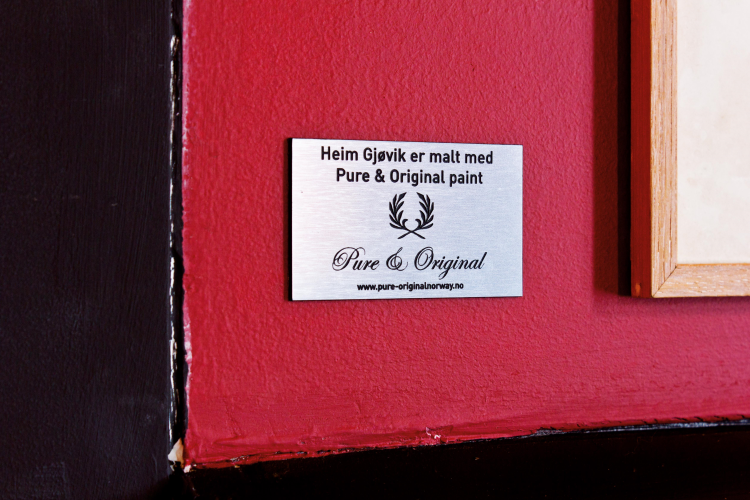 Heim Gjøvik er malt med
Pure & Original paint
Pure & Original
www.pure-originalnorway.no